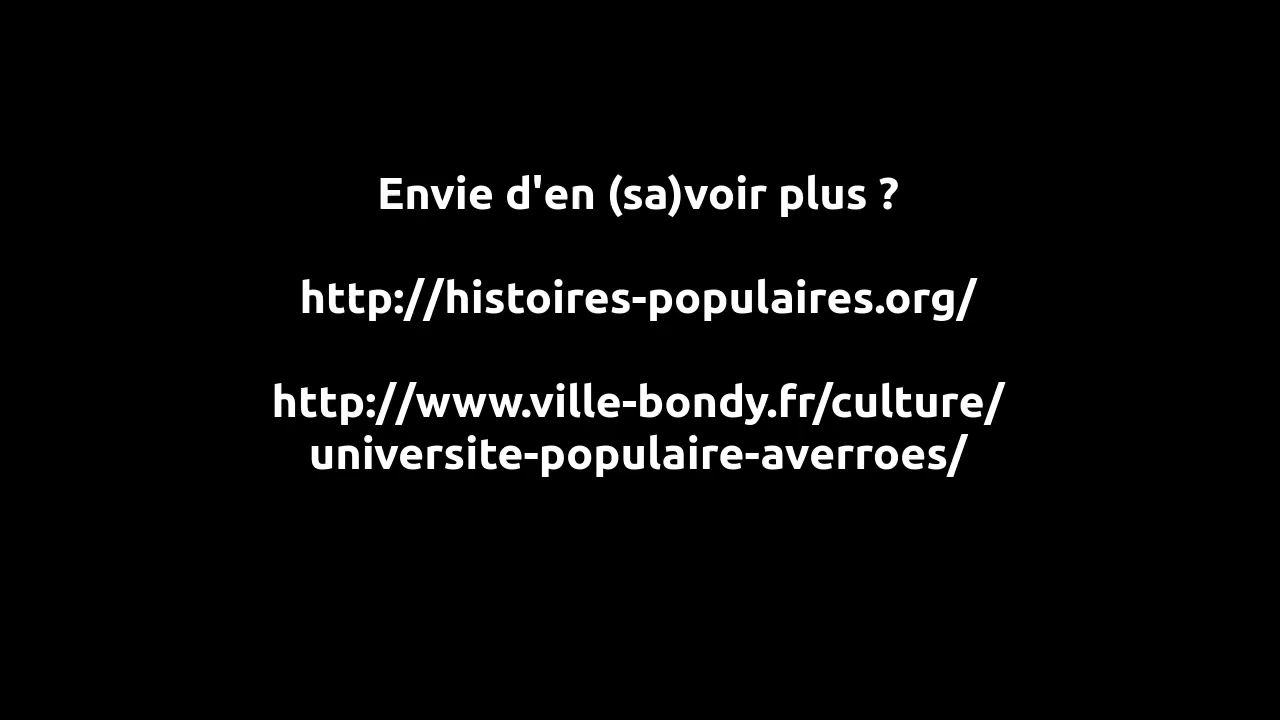 Envie d'en (sa)voir plus ?
http://histoires-populaires.org/
http://www.ville-bondy.fr/culture/
universite-populaire-averroes/